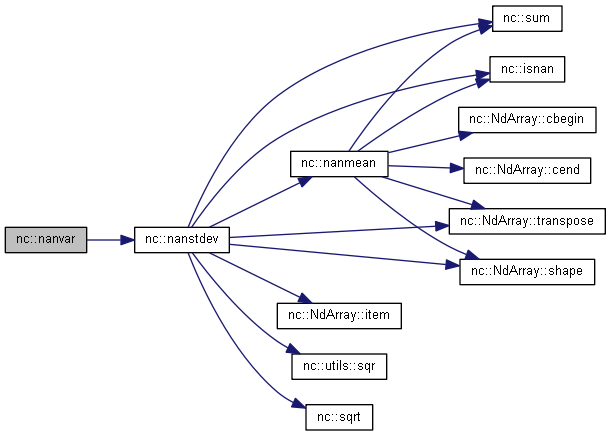 nc::sum
nc::isnan
nc::NdArray::cbegin
nc::nanmean
nc::NdArray::cend
nc::NdArray::transpose
nc::nanvar
nc::nanstdev
nc::NdArray::shape
nc::NdArray::item
nc::utils::sqr
nc::sqrt